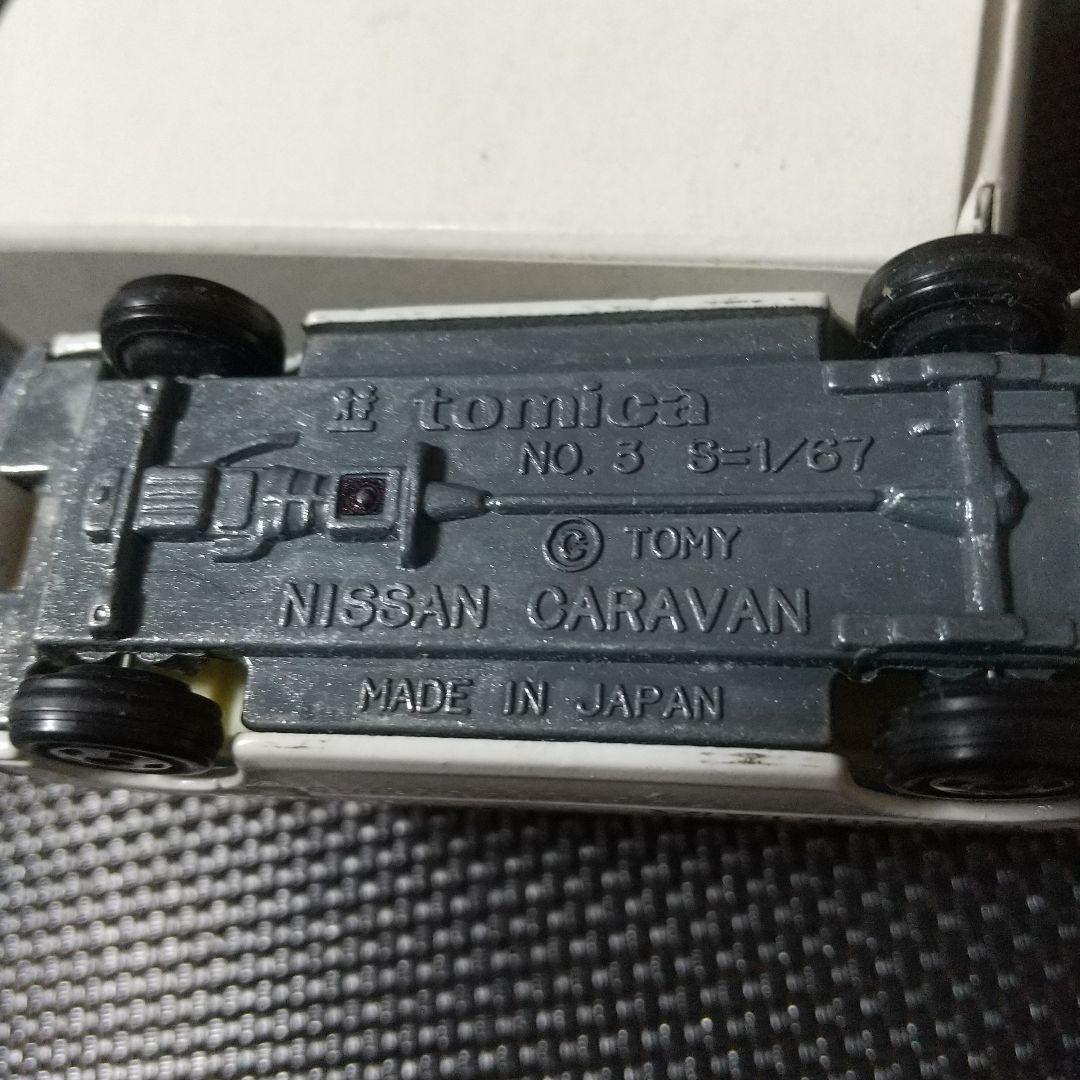 tomica
NO. 3 S=1/67
© TOMY
NISSAN CARAVAN
MADE IN JAPAN